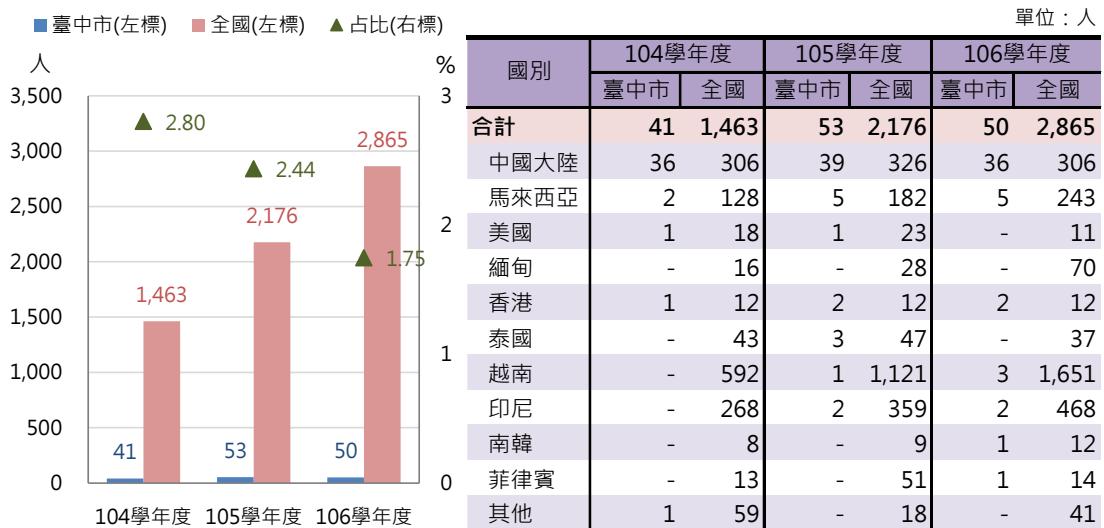 臺中市(左標) 全國(左標) 占比(右標)
人 %
3,500 3
3,000
2,500
2,000 2
1,500
1,000 1
500
0 0
2.80
2.44
1.75
1,463
2,176
2,865
41 53 50
104學年度 105學年度 106學年度
單位：人
國別 104學年度 105學年度 106學年度
臺中市 全國 臺中市 全國 臺中市 全國
合計 41 1,463 53 2,176 50 2,865
中國大陸 36 306 39 326 36 306
馬來西亞 2 128 5 182 5 243
美國 1 18 1 23 - 11
緬甸 - 16 - 28 - 70
香港 1 12 2 12 2 12
泰國 - 43 3 47 - 37
越南 - 592 1 1,121 3 1,651
印尼 - 268 2 359 2 468
南韓 - 8 - 9 1 12
菲律賓 - 13 - 51 1 14
其他 1 59 - 18 - 41